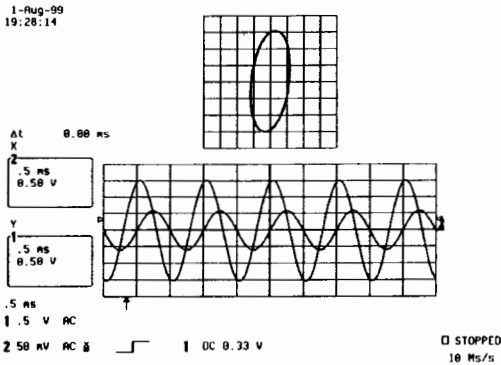 1-Aug-99
19:28:14
Δt 0.00 ms
X
2
.5 ms
0.50 V
Y
1
.5 ms
0.50 V
.5 ms
1 .5 V AC
2 50 mV AC
1 DC 0.33 V
STOPPED
10 Ms/s